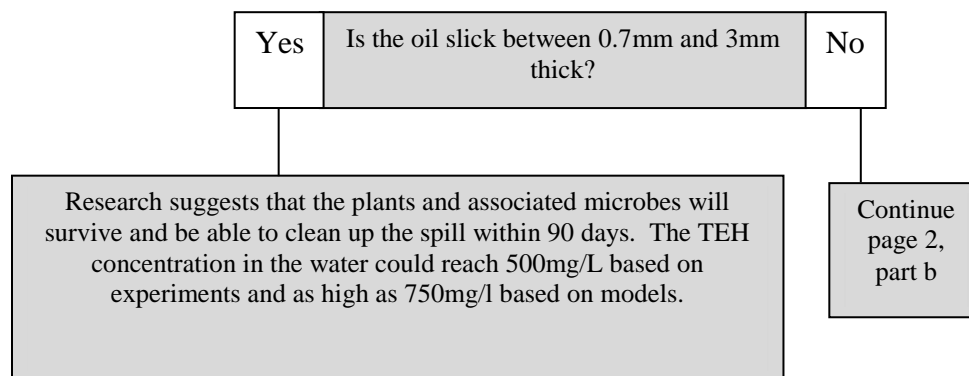 Yes
Is the oil slick between 0.7mm and 3mm
thick?
No
Research suggests that the plants and associated microbes will
survive and be able to clean up the spill within 90 days.  The TEH
concentration in the water could reach 500mg/L based on
experiments and as high as 750mg/l based on models.
Continue
page 2,
part b